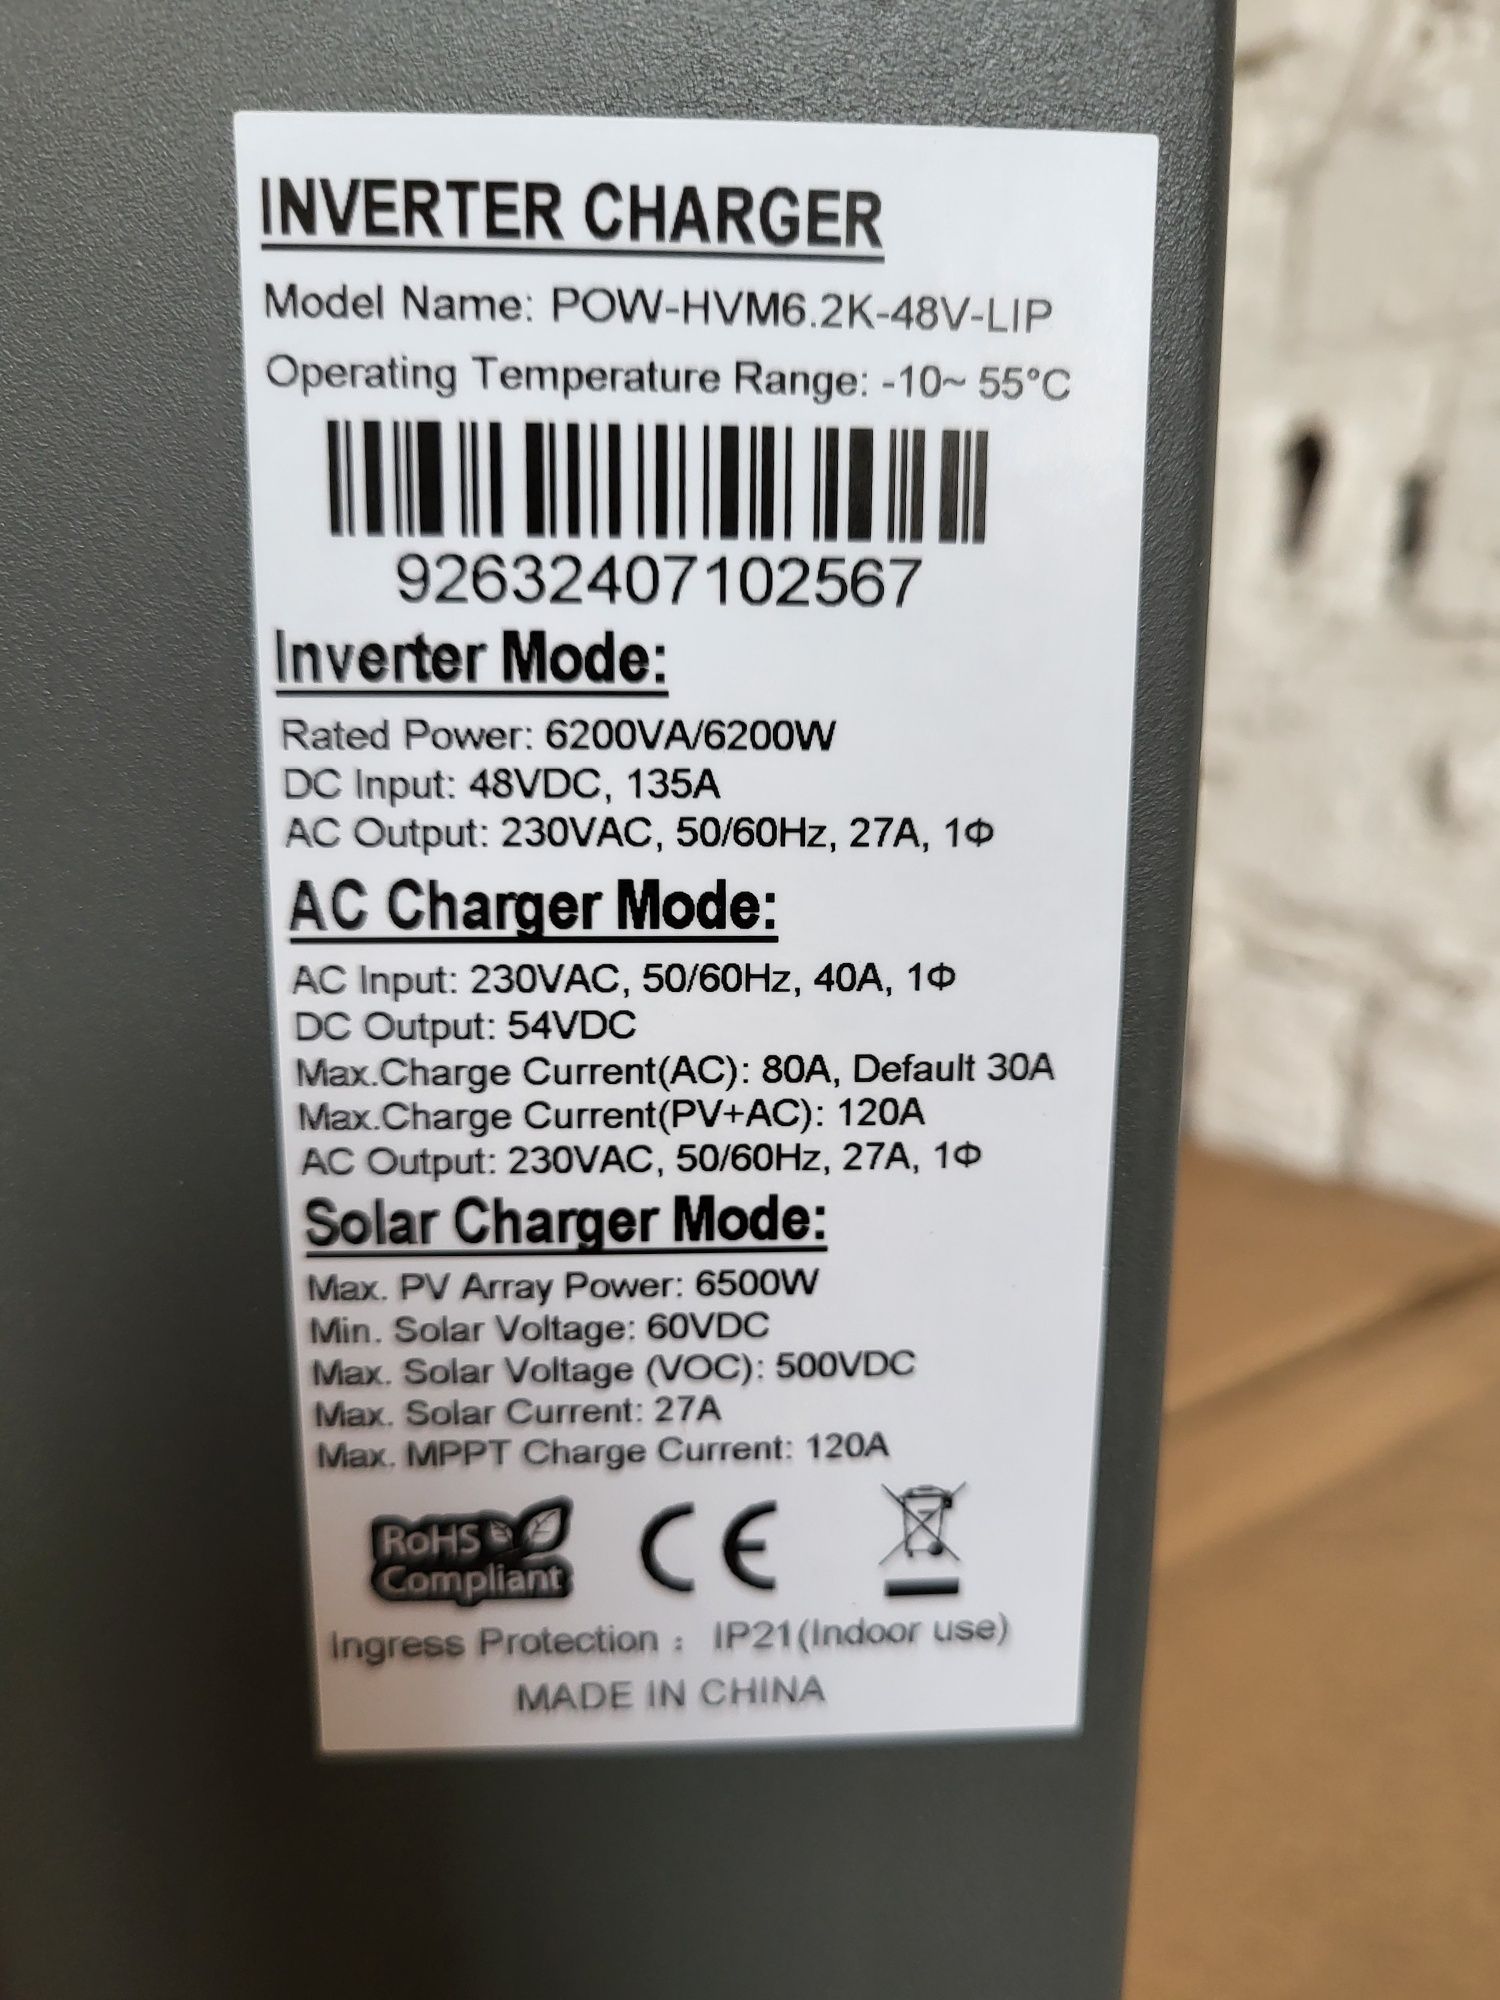 INVERTER CHARGER
Model Name: POW-HVM6.2K-48V-LIP
Operating Temperature Range: -10~ 55°C
92632407102567
Inverter Mode:
Rated Power: 6200VA/6200W
DC Input: 48VDC, 135A
AC Output: 230VAC, 50/60Hz, 27A, 1Φ
AC Charger Mode:
AC Input: 230VAC, 50/60Hz, 40A, 1Φ
DC Output: 54VDC
Max.Charge Current(AC): 80A, Default 30A
Max.Charge Current(PV+AC): 120A
AC Output: 230VAC, 50/60Hz, 27A, 1Φ
Solar Charger Mode:
Max. PV Array Power: 6500W
Min. Solar Voltage: 60VDC
Max. Solar Voltage (VOC): 500VDC
Max. Solar Current: 27A
Max. MPPT Charge Current: 120A
RoHS
Compliant
CE
Ingress Protection : IP21(Indoor use)
MADE IN CHINA